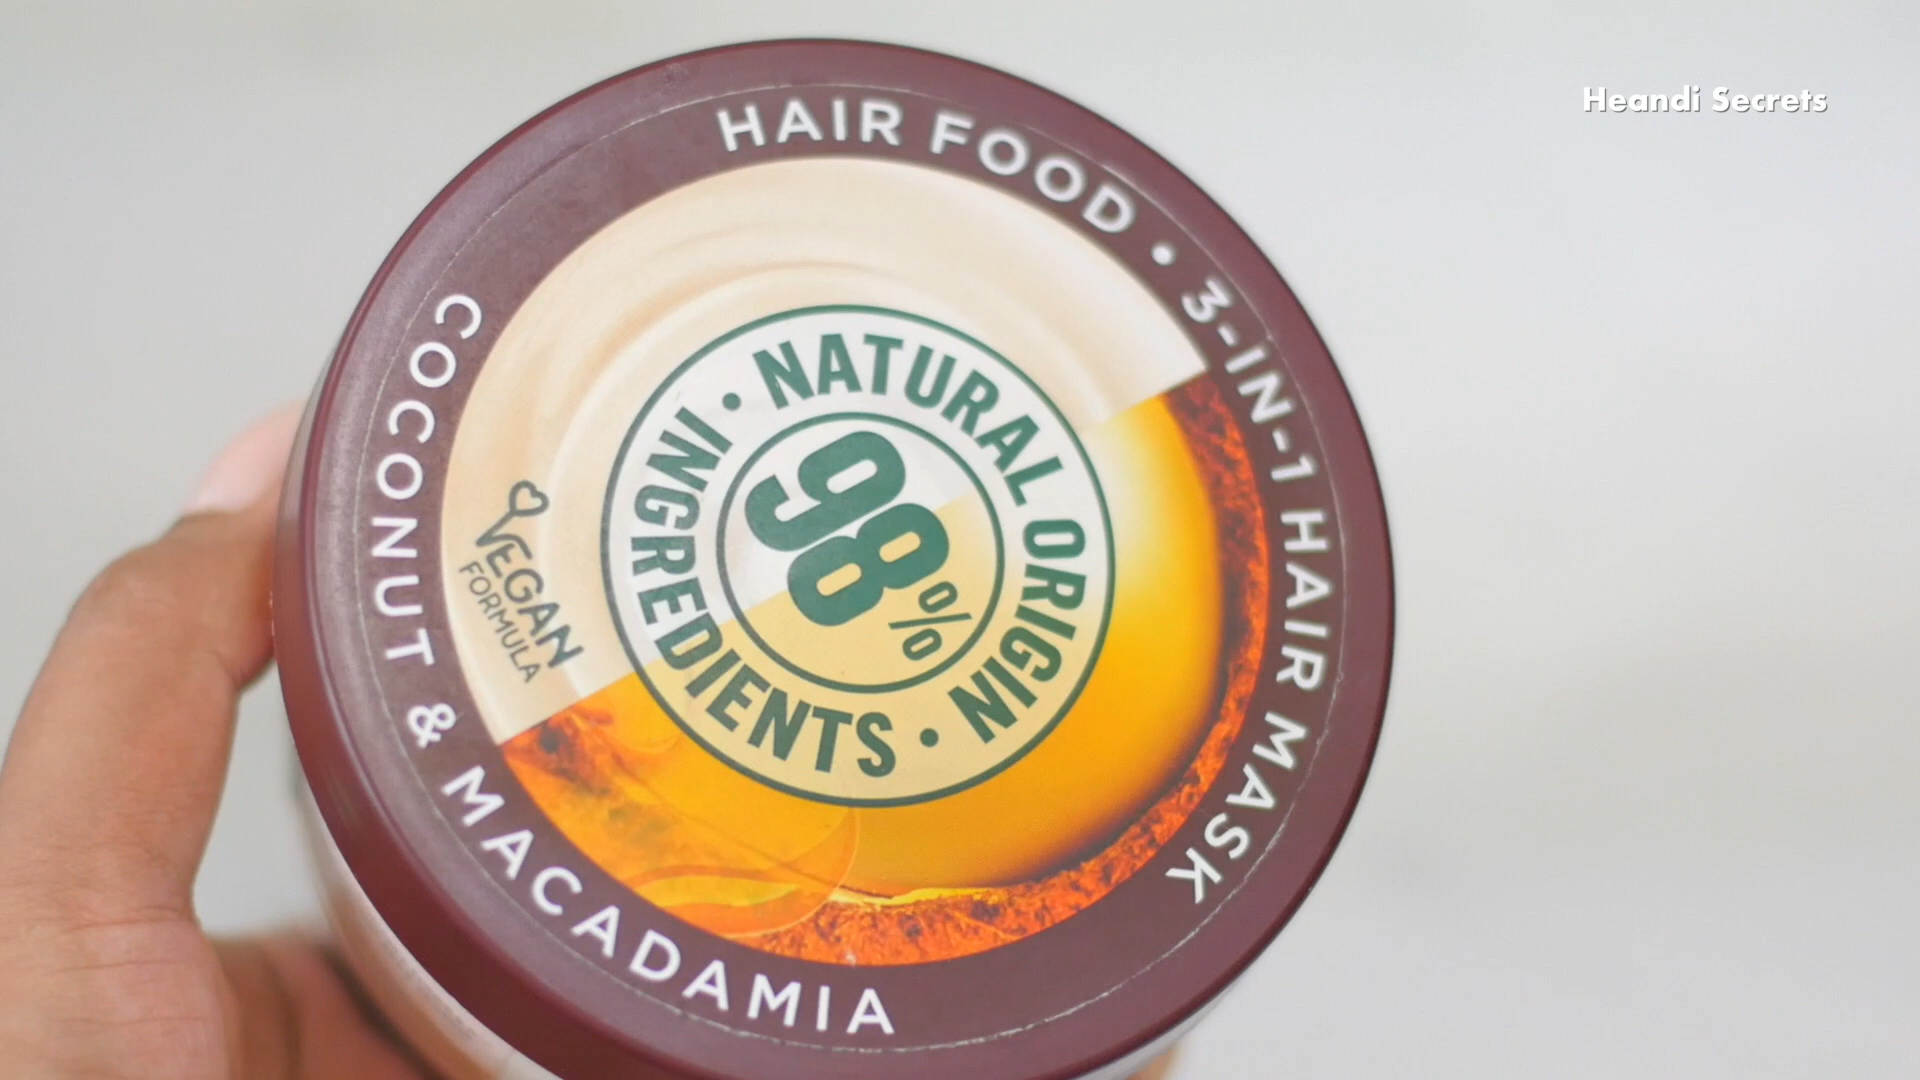 Heandi Secrets
HAIR FOOD • 3-IN-1 HAIR MASK
COCONUT & MACADAMIA
NATURAL ORIGIN • INGREDIENTS •
98%
VEGAN
FORMULA